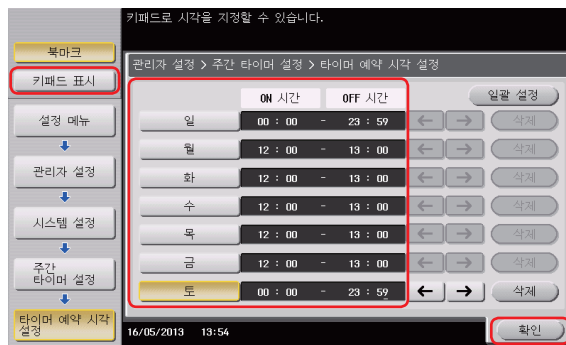 키패드로 시각을 지정할 수 있습니다.
북마크
키패드 표시
설정 메뉴
관리자 설정
시스템 설정
주간
타이머 설정
타이머 예약 시각
설정
관리자 설정 > 주간 타이머 설정 > 타이머 예약 시각 설정
ON 시간 OFF 시간 일괄 설정
일 00 : 00 - 23 : 59 ← → 삭제
월 12 : 00 - 13 : 00 ← → 삭제
화 12 : 00 - 13 : 00 ← → 삭제
수 12 : 00 - 13 : 00 ← → 삭제
목 12 : 00 - 13 : 00 ← → 삭제
금 12 : 00 - 13 : 00 ← → 삭제
토 00 : 00 - 23 : 59 ← → 삭제
16/05/2013 13:54 확인